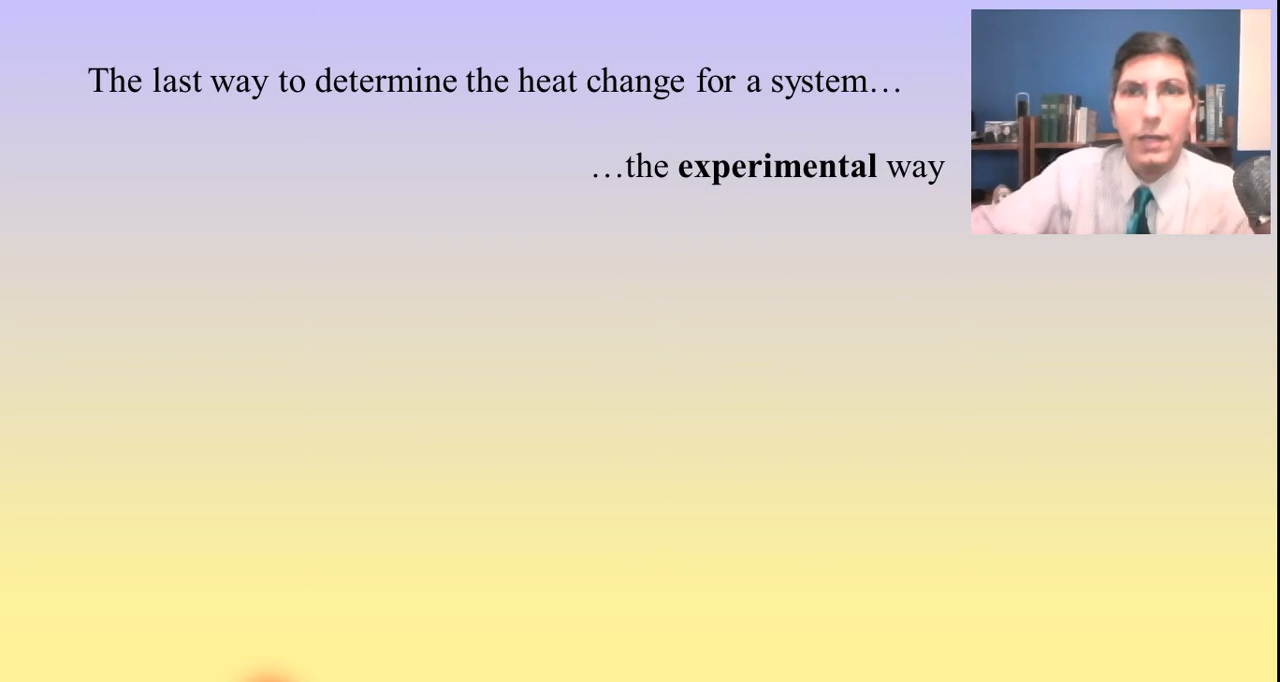 The last way to determine the heat change for a system…
…the experimental way